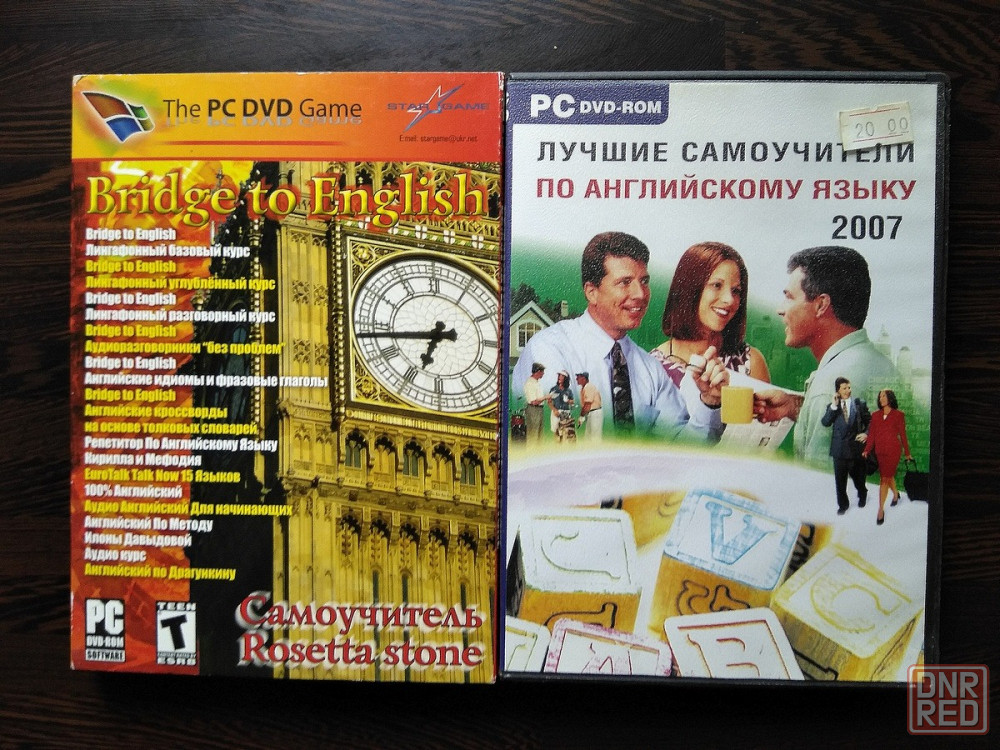 The PC DVD Game
STAR GAME
E-mail: stargame@ukr.net
Bridge to English
Bridge to English
Лингафонный базовый курс
Bridge to English
Лингафонный углублённый курс
Bridge to English
Лингафонный разговорный курс
Bridge to English
Аудиоразговорники "без проблем"
Bridge to English
Английские идиомы и фразовые глаголы
Bridge to English
Английские кроссворды
на основе толковых словарей
Репетитор По Английскому Языку
Кирилла и Мефодия
EuroTalk Talk Now 15 Языков
100% Английский
Аудио Английский Для начинающих
Английский По Методу
Илоны Давыдовой
Аудио курс
Английский по Драгункину
PC
DVD-ROM
SOFTWARE
TEEN
T
ESRB
Самоучитель
Rosetta stone
PC DVD-ROM
20 00
ЛУЧШИЕ САМОУЧИТЕЛИ
ПО АНГЛИЙСКОМУ ЯЗЫКУ
2007
A
B
DNR
RED